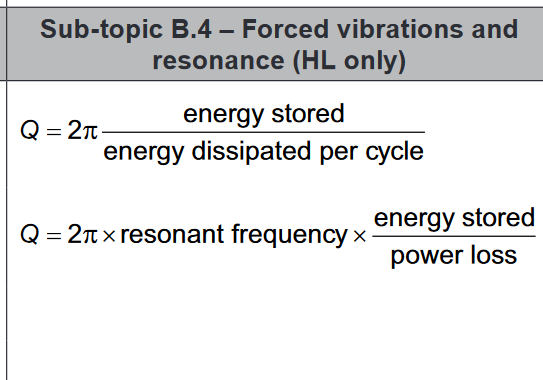 Sub-topic B.4 – Forced vibrations and
resonance (HL only)
Q = 2π energy stored / energy dissipated per cycle
Q = 2π × resonant frequency × energy stored / power loss